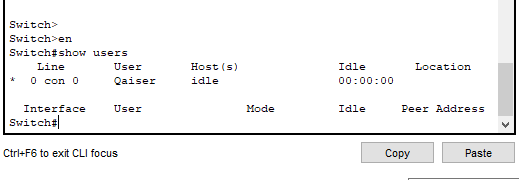 Switch>
Switch>en
Switch#show users
Line User Host(s) Idle Location
* 0 con 0 Qaiser idle 00:00:00
Interface User Mode Idle Peer Address
Switch#
Ctrl+F6 to exit CLI focus
Copy Paste